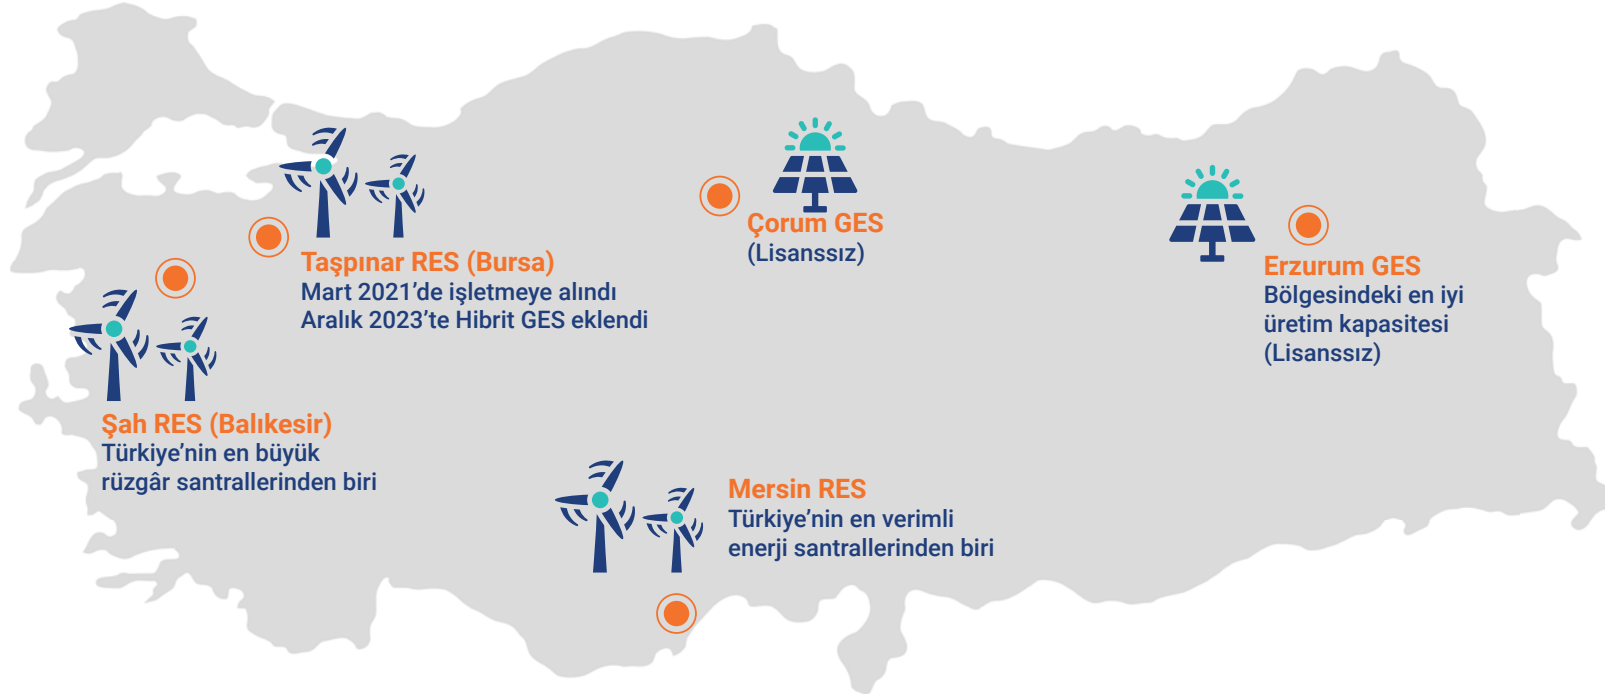 Çorum GES
(Lisanssız)
Taşpınar RES (Bursa)
Mart 2021’de işletmeye alındı
Aralık 2023’te Hibrit GES eklendi
Erzurum GES
Bölgesindeki en iyi
üretim kapasitesi
(Lisanssız)
Şah RES (Balıkesir)
Türkiye’nin en büyük
rüzgâr santrallerinden biri
Mersin RES
Türkiye’nin en verimli
enerji santrallerinden biri